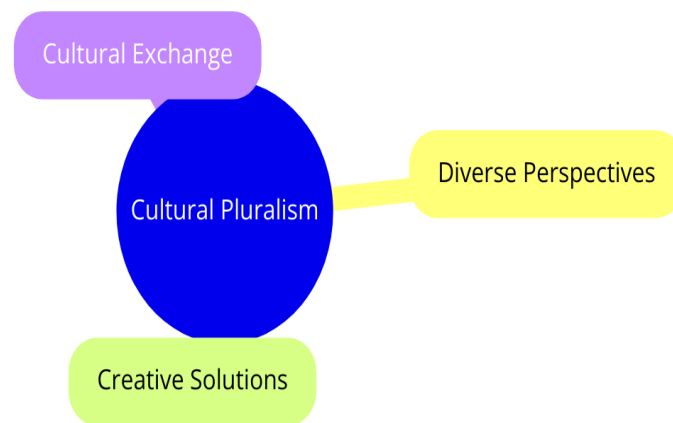 Cultural Exchange
Diverse Perspectives
Cultural Pluralism
Creative Solutions